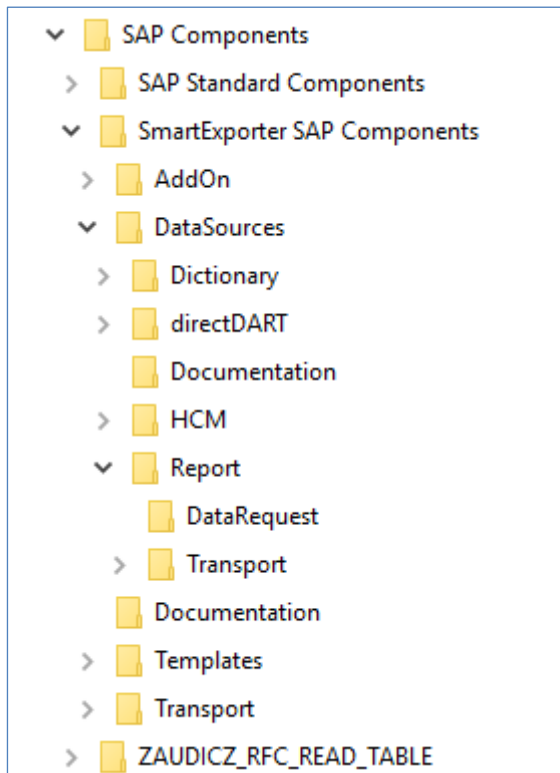 SAP Components
SAP Standard Components
SmartExporter SAP Components
AddOn
DataSources
Dictionary
directDART
Documentation
HCM
Report
DataRequest
Transport
Documentation
Templates
Transport
ZAUDICZ_RFC_READ_TABLE